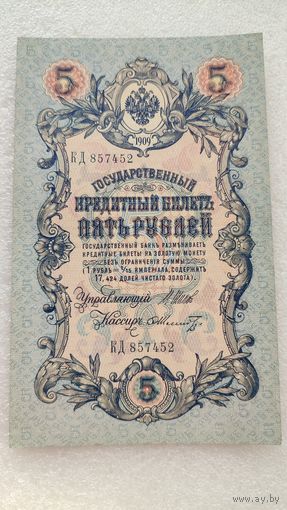 5 5
1909
КД 857452
ГОСУДАРСТВЕННЫЙ
КРЕДИТНЫЙ БИЛЕТЪ
ПЯТЬ РУБЛЕЙ
ГОСУДАРСТВЕННЫЙ БАНКЪ РАЗМѢНИВАЕТЪ
КРЕДИТНЫЕ БИЛЕТЫ НА ЗОЛОТУЮ МОНЕТУ
БЕЗЪ ОГРАНИЧЕНІЯ СУММЫ
(1 РУБЛЬ = 1/15 ИМПЕРІАЛА, СОДЕРЖИТЪ
17,424 ДОЛЕЙ ЧИСТАГО ЗОЛОТА).
Управляющій
Кассиръ
КД 857452
5
www.ay.by